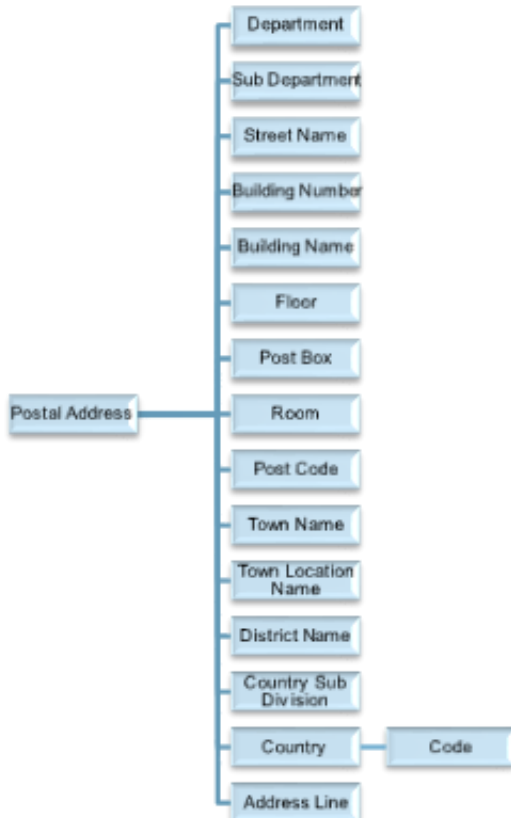 Department
Sub Department
Street Name
Building Number
Building Name
Floor
Post Box
Postal Address
Room
Post Code
Town Name
Town Location
Name
District Name
Country Sub
Division
Country
Code
Address Line